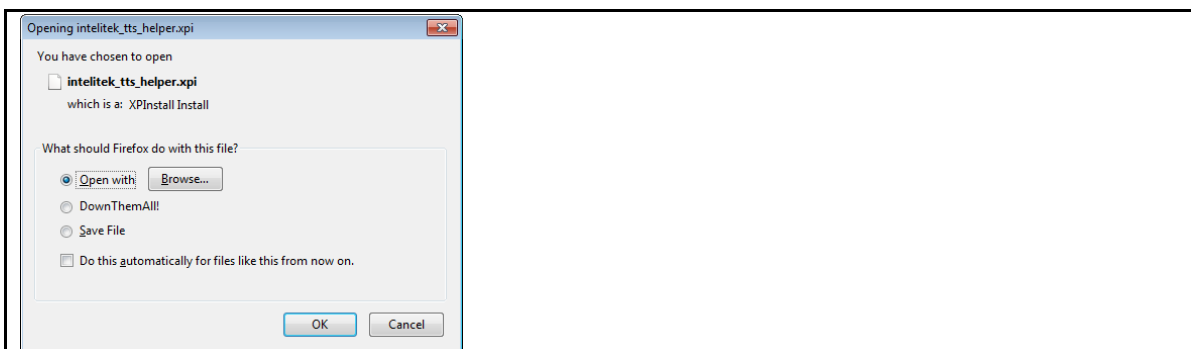 Opening intelitek_tts_helper.xpi
You have chosen to open
intelitek_tts_helper.xpi
which is a: XPInstall Install
What should Firefox do with this file?
Open with Browse...
DownThemAll!
Save File
Do this automatically for files like this from now on.
OK Cancel